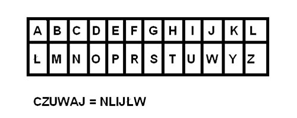 A B C D E F G H I J K L
L M N O P R S T U W Y Z
CZUWAJ = NLIJLW